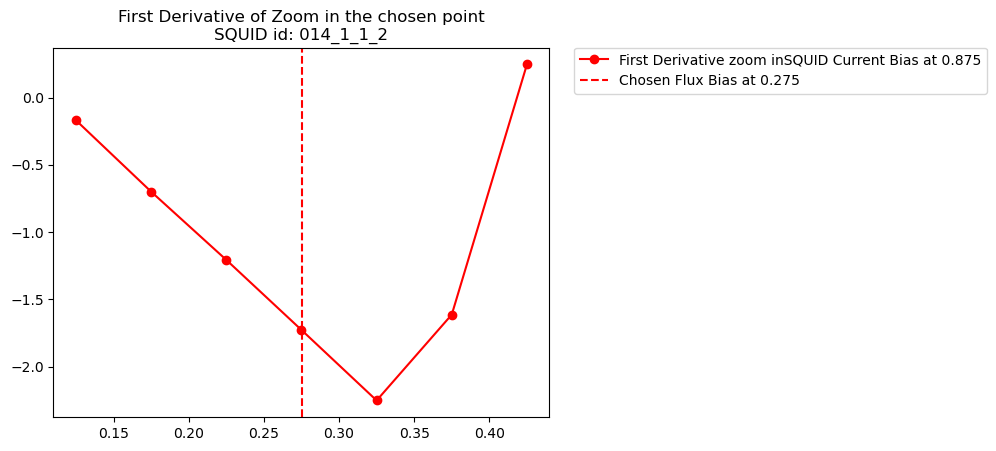 First Derivative of Zoom in the chosen point
SQUID id: 014_1_1_2
First Derivative zoom inSQUID Current Bias at 0.875
Chosen Flux Bias at 0.275
0.0
−0.5
−1.0
−1.5
−2.0
0.15 0.20 0.25 0.30 0.35 0.40